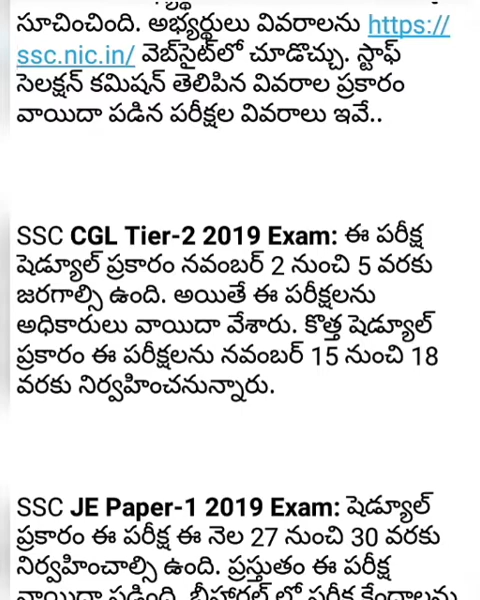 సూచించింది. అభ్యర్థులు వివరాలను https://
ssc.nic.in/ వెబ్‌సైట్‌లో చూడొచ్చు. స్టాఫ్
సెలక్షన్ కమిషన్ తెలిపిన వివరాల ప్రకారం
వాయిదా పడిన పరీక్షల వివరాలు ఇవే..
SSC CGL Tier-2 2019 Exam: ఈ పరీక్ష
షెడ్యూల్ ప్రకారం నవంబర్ 2 నుంచి 5 వరకు
జరగాల్సి ఉంది. అయితే ఈ పరీక్షలను
అధికారులు వాయిదా వేశారు. కొత్త షెడ్యూల్
ప్రకారం ఈ పరీక్షలను నవంబర్ 15 నుంచి 18
వరకు నిర్వహించనున్నారు.
SSC JE Paper-1 2019 Exam: షెడ్యూల్
ప్రకారం ఈ పరీక్ష ఈ నెల 27 నుంచి 30 వరకు
నిర్వహించాల్సి ఉంది. ప్రస్తుతం ఈ పరీక్ష
వాయిదా పడింది. బీహార్‌లో పరీక్ష కేంద్రాలను